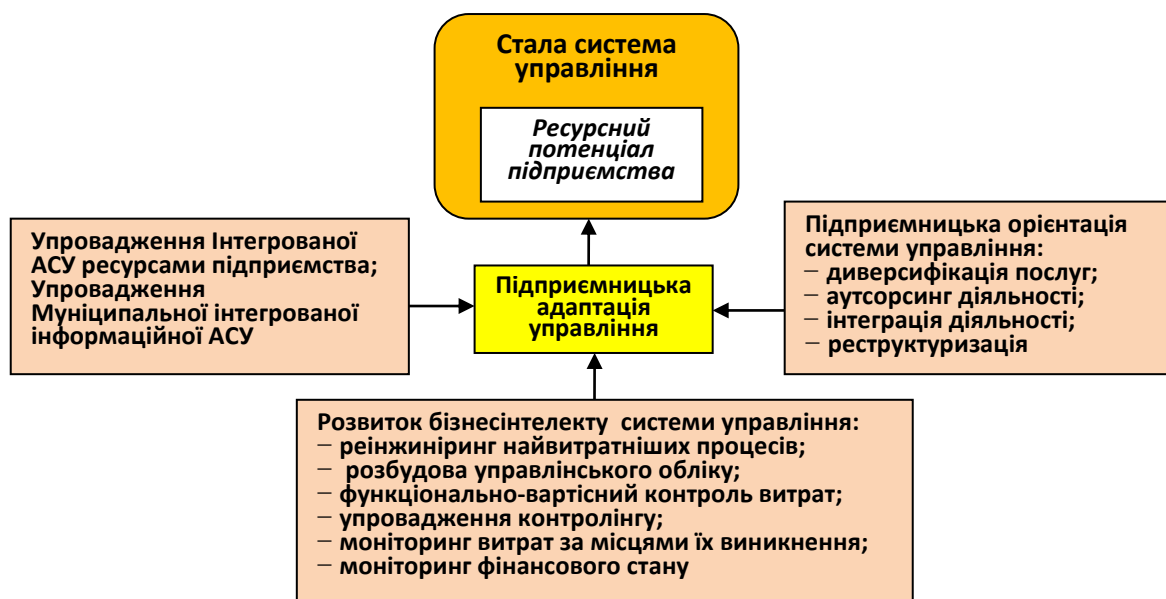 Стала система
управління
Ресурсний
потенціал
підприємства
Упровадження Інтегрованої
АСУ ресурсами підприємства;
Упровадження
Муніципальної інтегрованої
інформаційної АСУ
Підприємницька
адаптація
управління
Підприємницька орієнтація
системи управління:
− диверсифікація послуг;
− аутсорсинг діяльності;
− інтеграція діяльності;
− реструктуризація
Розвиток бізнесінтелекту системи управління:
− реінжиніринг найвитратніших процесів;
− розбудова управлінського обліку;
− функціонально-вартісний контроль витрат;
− упровадження контролінгу;
− моніторинг витрат за місцями їх виникнення;
− моніторинг фінансового стану